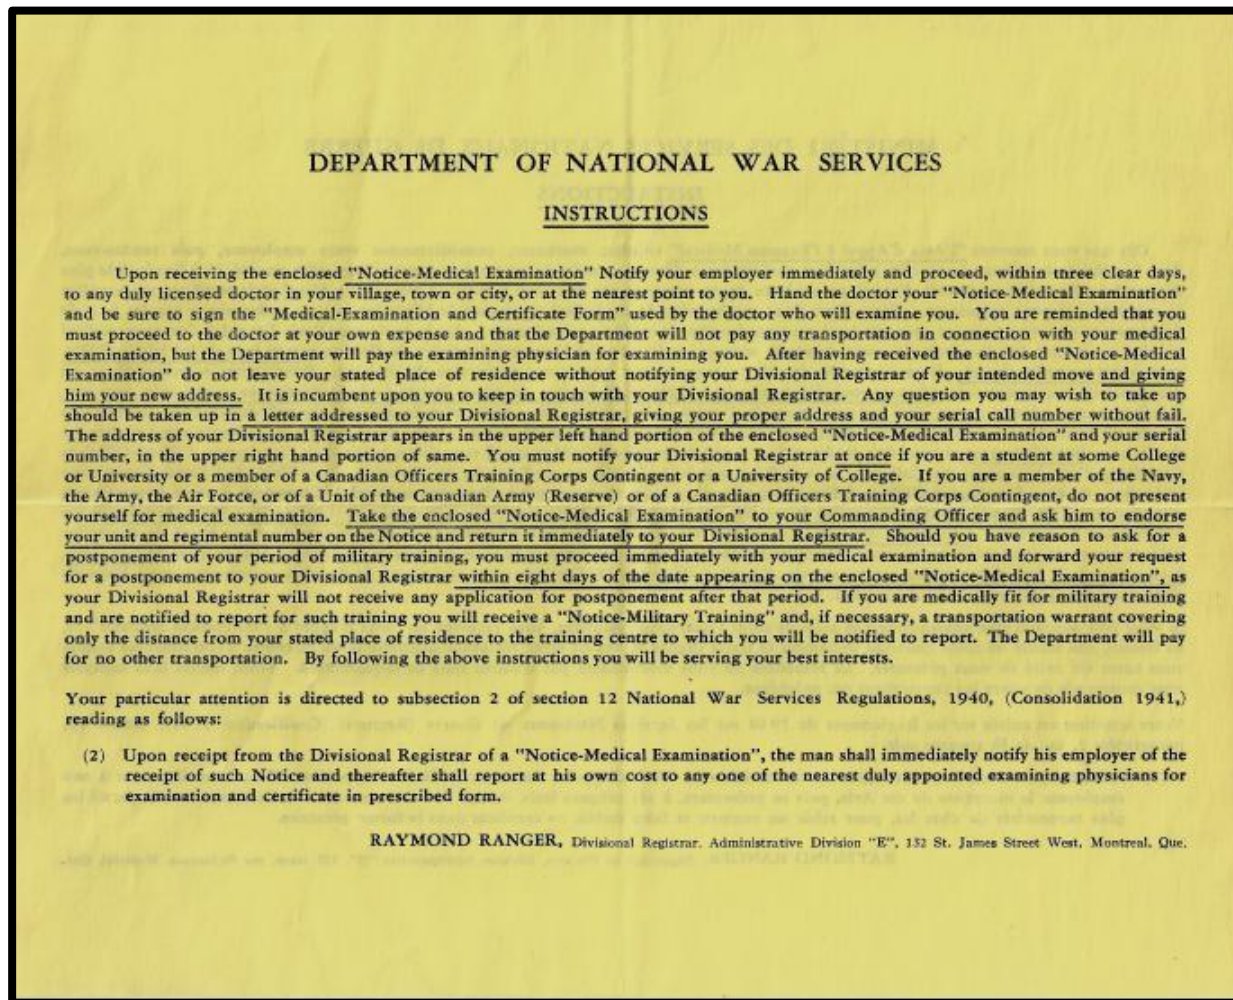 DEPARTMENT OF NATIONAL WAR SERVICES
INSTRUCTIONS
Upon receiving the enclosed "Notice-Medical Examination" Notify your employer immediately and proceed, within three clear days,
to any duly licensed doctor in your village, town or city, or at the nearest point to you. Hand the doctor your "Notice-Medical Examination"
and be sure to sign the "Medical-Examination and Certificate Form" used by the doctor who will examine you. You are reminded that you
must proceed to the doctor at your own expense and that the Department will not pay any transportation in connection with your medical
examination, but the Department will pay the examining physician for examining you. After having received the enclosed "Notice-Medical
Examination" do not leave your stated place of residence without notifying your Divisional Registrar of your intended move and giving
him your new address. It is incumbent upon you to keep in touch with your Divisional Registrar. Any question you may wish to take up
should be taken up in a letter addressed to your Divisional Registrar, giving your proper address and your serial call number without fail.
The address of your Divisional Registrar appears in the upper left hand portion of the enclosed "Notice-Medical Examination" and your serial
number, in the upper right hand portion of same. You must notify your Divisional Registrar at once if you are a student at some College
or University or a member of a Canadian Officers Training Corps Contingent or a University of College. If you are a member of the Navy,
the Army, the Air Force, or of a Unit of the Canadian Army (Reserve) or of a Canadian Officers Training Corps Contingent, do not present
yourself for medical examination. Take the enclosed "Notice-Medical Examination" to your Commanding Officer and ask him to endorse
your unit and regimental number on the Notice and return it immediately to your Divisional Registrar. Should you have reason to ask for a
postponement of your period of military training, you must proceed immediately with your medical examination and forward your request
for a postponement to your Divisional Registrar within eight days of the date appearing on the enclosed "Notice-Medical Examination", as
your Divisional Registrar will not receive any application for postponement after that period. If you are medically fit for military training
and are notified to report for such training you will receive a "Notice-Military Training" and, if necessary, a transportation warrant covering
only the distance from your stated place of residence to the training centre to which you will be notified to report. The Department will pay
for no other transportation. By following the above instructions you will be serving your best interests.
Your particular attention is directed to subsection 2 of section 12 National War Services Regulations, 1940, (Consolidation 1941,)
reading as follows:
(2) Upon receipt from the Divisional Registrar of a "Notice-Medical Examination", the man shall immediately notify his employer of the
receipt of such Notice and thereafter shall report at his own cost to any one of the nearest duly appointed examining physicians for
examination and certificate in prescribed form.
RAYMOND RANGER, Divisional Registrar, Administrative Division "E", 132 St. James Street West, Montreal, Que.